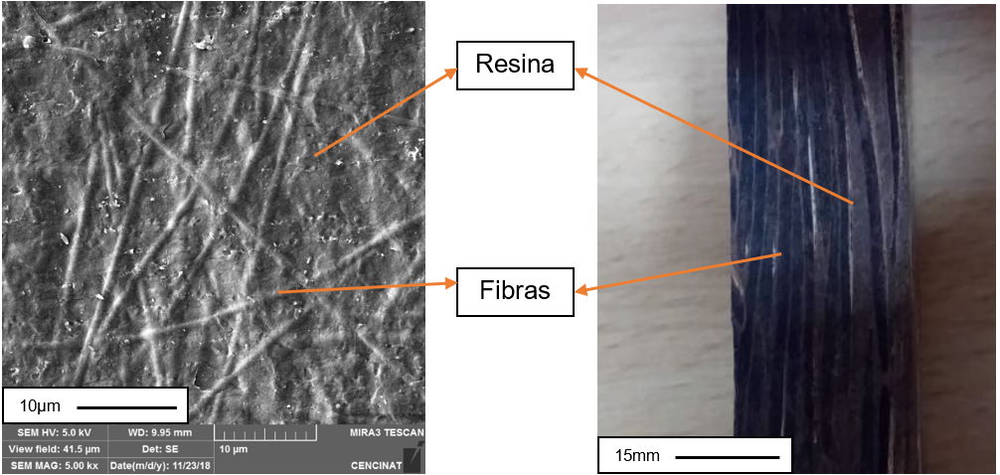 Resina
Fibras
10µm
15mm
SEM HV: 5.0 kV
WD: 9.95 mm
MIRA3 TESCAN
View field: 41.5 µm
Det: SE
10 µm
SEM MAG: 5.00 kx
Date(m/d/y): 11/23/18
CENCINAT